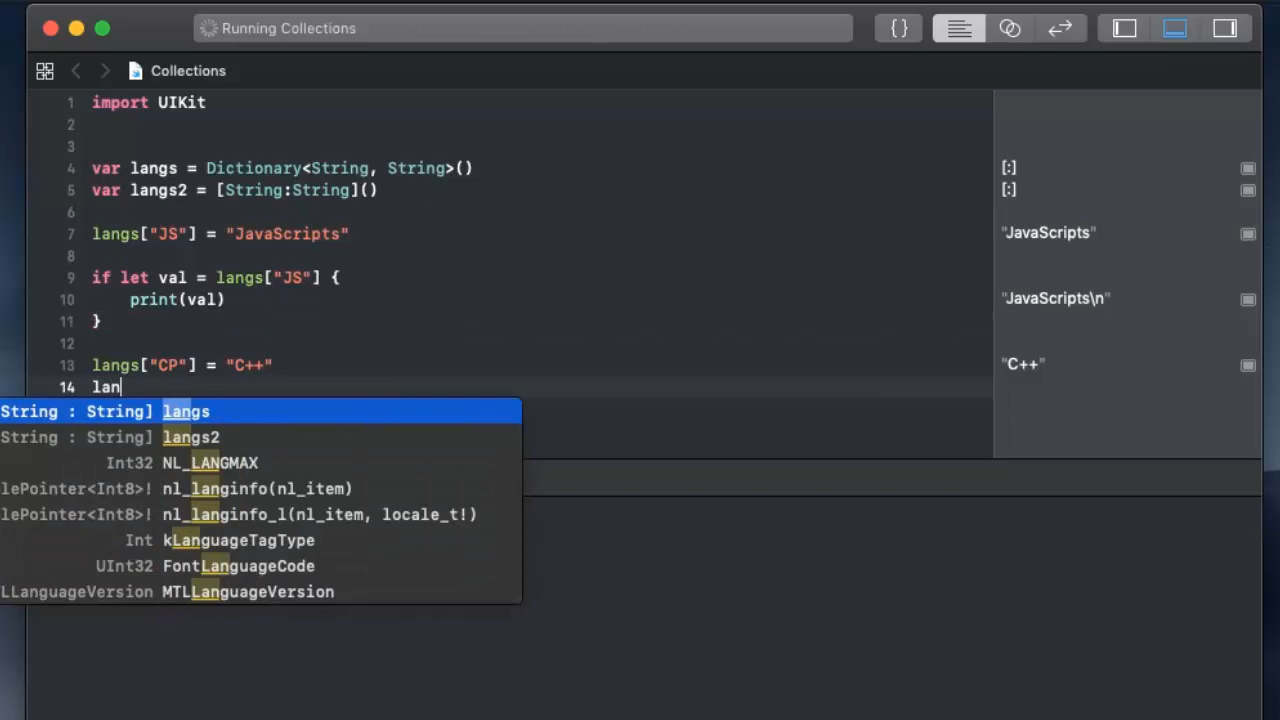 Running Collections
{ }
Collections
1 import UIKit
2
3
4 var langs = Dictionary<String, String>() [:]
5 var langs2 = [String:String]() [:]
6
7 langs["JS"] = "JavaScripts" "JavaScripts"
8
9 if let val = langs["JS"] {
10 print(val) "JavaScripts\n"
11 }
12
13 langs["CP"] = "C++" "C++"
14 lan
String : String] langs
String : String] langs2
Int32 NL_LANGMAX
lePointer<Int8>! nl_langinfo(nl_item)
lePointer<Int8>! nl_langinfo_l(nl_item, locale_t!)
Int kLanguageTagType
UInt32 FontLanguageCode
LLanguageVersion MTLLanguageVersion